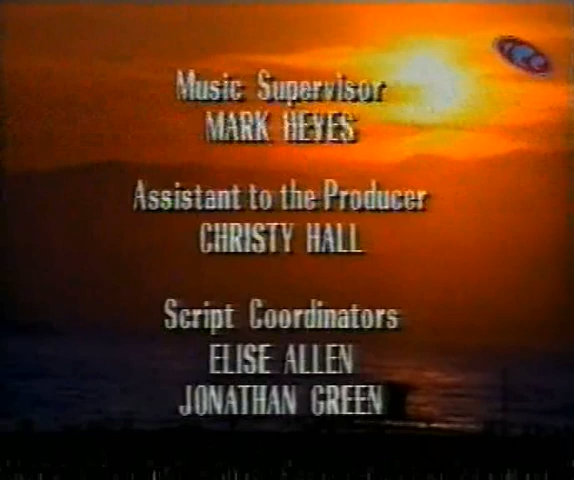 Music Supervisor
MARK HEYES
Assistant to the Producer
CHRISTY HALL
Script Coordinators
ELISE ALLEN
JONATHAN GREEN